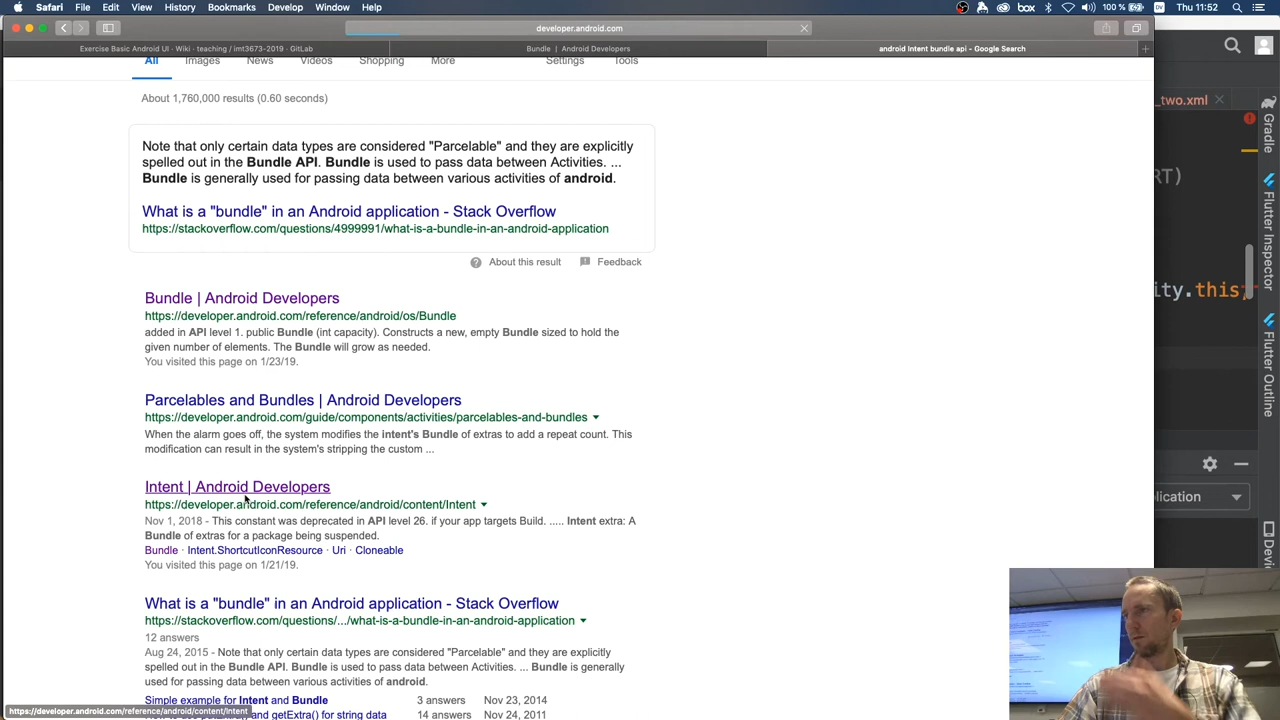 Safari File Edit View History Bookmarks Develop Window Help
box 100 % DV Thu 11:52
developer.android.com
Exercise Basic Android UI · Wiki · teaching / imt3673-2019 · GitLab
Bundle | Android Developers
android Intent bundle api - Google Search
All Images News Videos Shopping More Settings Tools
About 1,760,000 results (0.60 seconds)
Note that only certain data types are considered "Parcelable" and they are explicitly
spelled out in the Bundle API. Bundle is used to pass data between Activities. ...
Bundle is generally used for passing data between various activities of android.
What is a "bundle" in an Android application - Stack Overflow
https://stackoverflow.com/questions/4999991/what-is-a-bundle-in-an-android-application
About this result Feedback
Bundle | Android Developers
https://developer.android.com/reference/android/os/Bundle
added in API level 1. public Bundle (int capacity). Constructs a new, empty Bundle sized to hold the
given number of elements. The Bundle will grow as needed.
You visited this page on 1/23/19.
Parcelables and Bundles | Android Developers
https://developer.android.com/guide/components/activities/parcelables-and-bundles
When the alarm goes off, the system modifies the intent's Bundle of extras to add a repeat count. This
modification can result in the system's stripping the custom ...
Intent | Android Developers
https://developer.android.com/reference/android/content/Intent
Nov 1, 2018 - This constant was deprecated in API level 26. if your app targets Build. ..... Intent extra: A
Bundle of extras for a package being suspended.
Bundle · Intent.ShortcutIconResource · Uri · Cloneable
You visited this page on 1/21/19.
What is a "bundle" in an Android application - Stack Overflow
https://stackoverflow.com/questions/.../what-is-a-bundle-in-an-android-application
12 answers
Aug 24, 2015 - Note that only certain data types are considered "Parcelable" and they are explicitly
spelled out in the Bundle API. Bundle is used to pass data between Activities. ... Bundle is generally
used for passing data between various activities of android.
Simple example for Intent and Bundle 3 answers Nov 23, 2014
and getExtra() for string data 14 answers Nov 24, 2011
https://developer.android.com/reference/android/content/Intent
_two.xml
RT)
ity.this,
lication
Gradle
Flutter Inspector
Flutter Outline
Devic